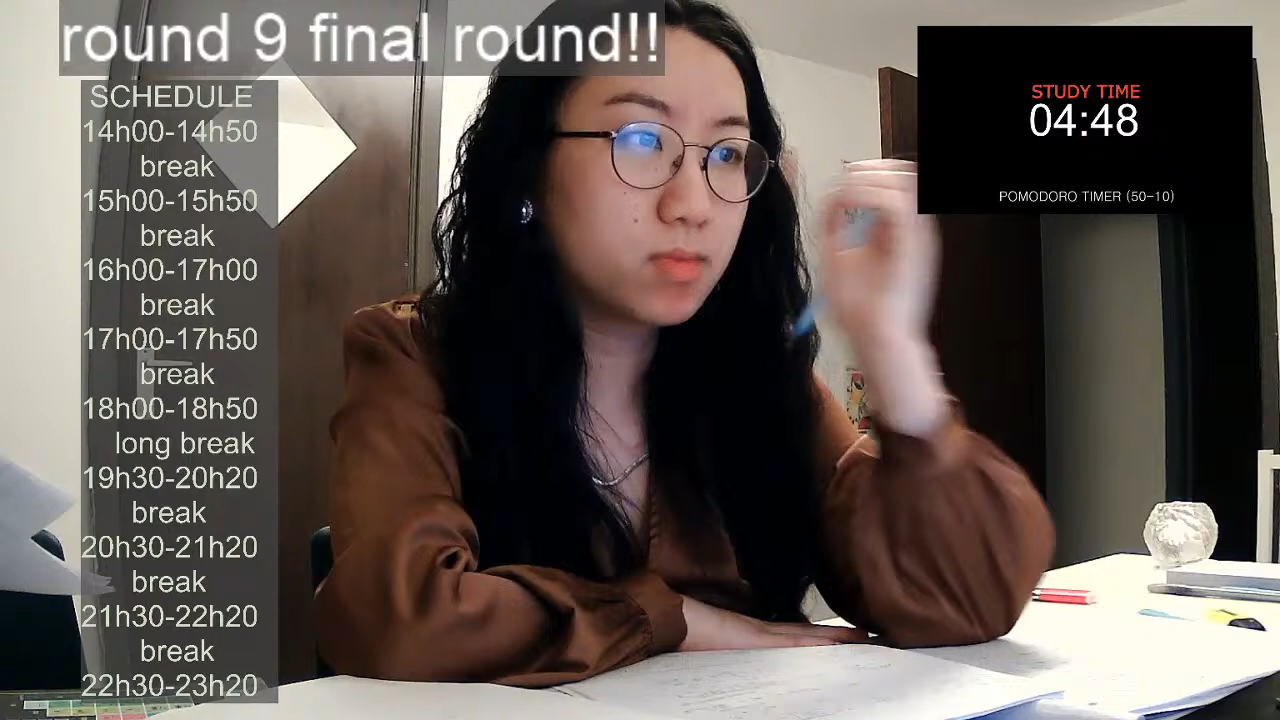 round 9 final round!!
SCHEDULE
14h00-14h50
break
15h00-15h50
break
16h00-17h00
break
17h00-17h50
break
18h00-18h50
long break
19h30-20h20
break
20h30-21h20
break
21h30-22h20
break
22h30-23h20
STUDY TIME
04:48
POMODORO TIMER (50-10)